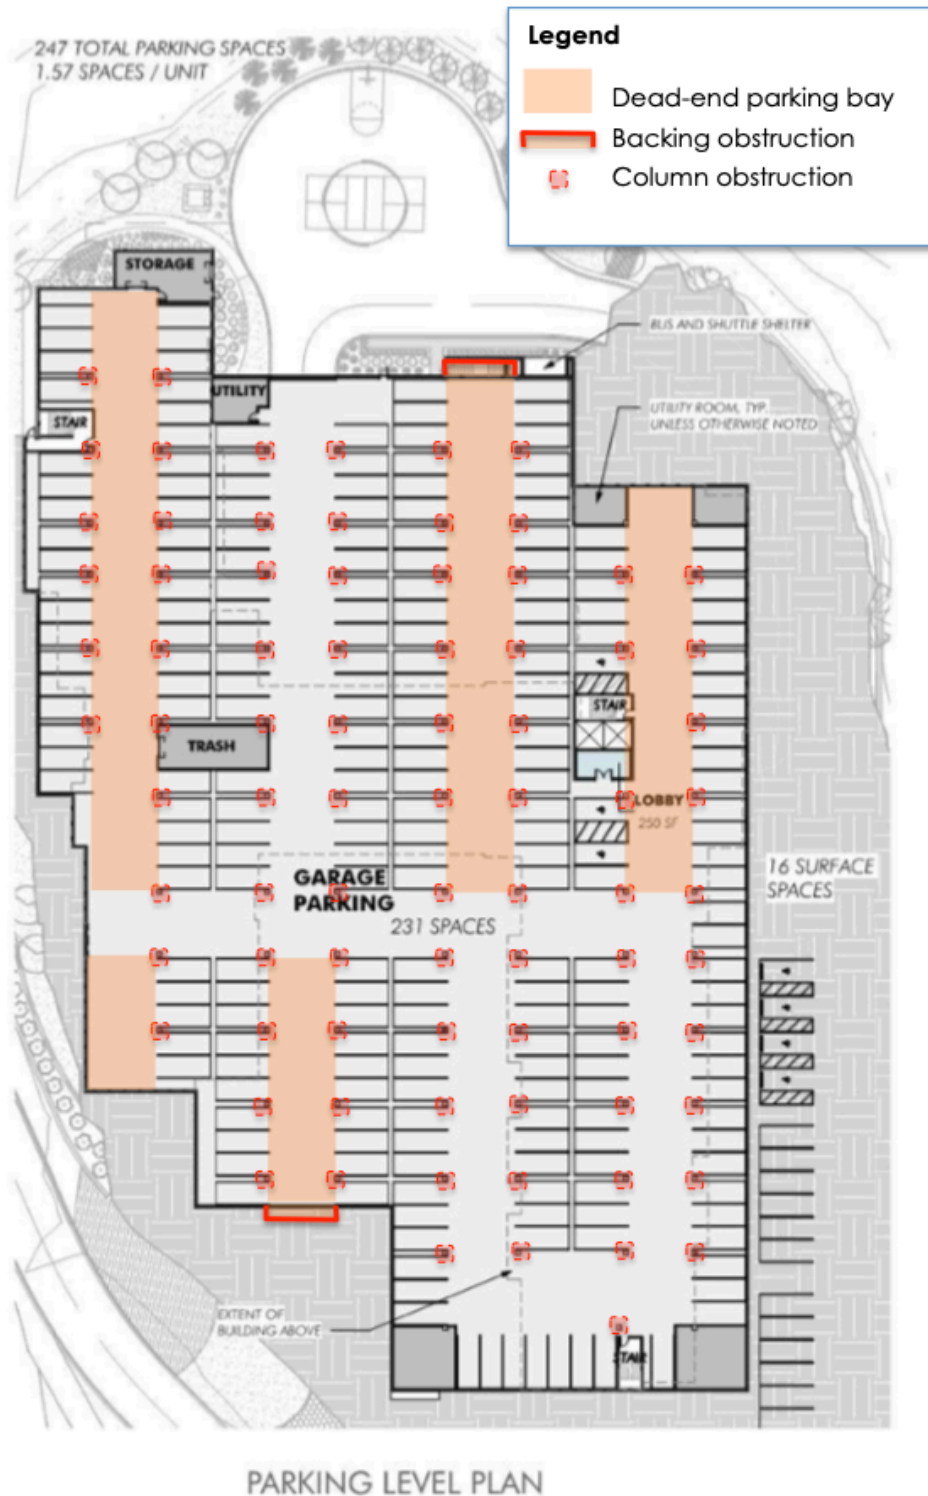 247 TOTAL PARKING SPACES
1.57 SPACES / UNIT
Legend
Dead-end parking bay
Backing obstruction
Column obstruction
STORAGE
BUS AND SHUTTLE SHELTER
UTILITY
STAIR
UTILITY ROOM, TYP.
UNLESS OTHERWISE NOTED
STAIR
TRASH
LOBBY
250 SF
GARAGE
PARKING
231 SPACES
16 SURFACE
SPACES
EXTENT OF
BUILDING ABOVE
STAIR
PARKING LEVEL PLAN